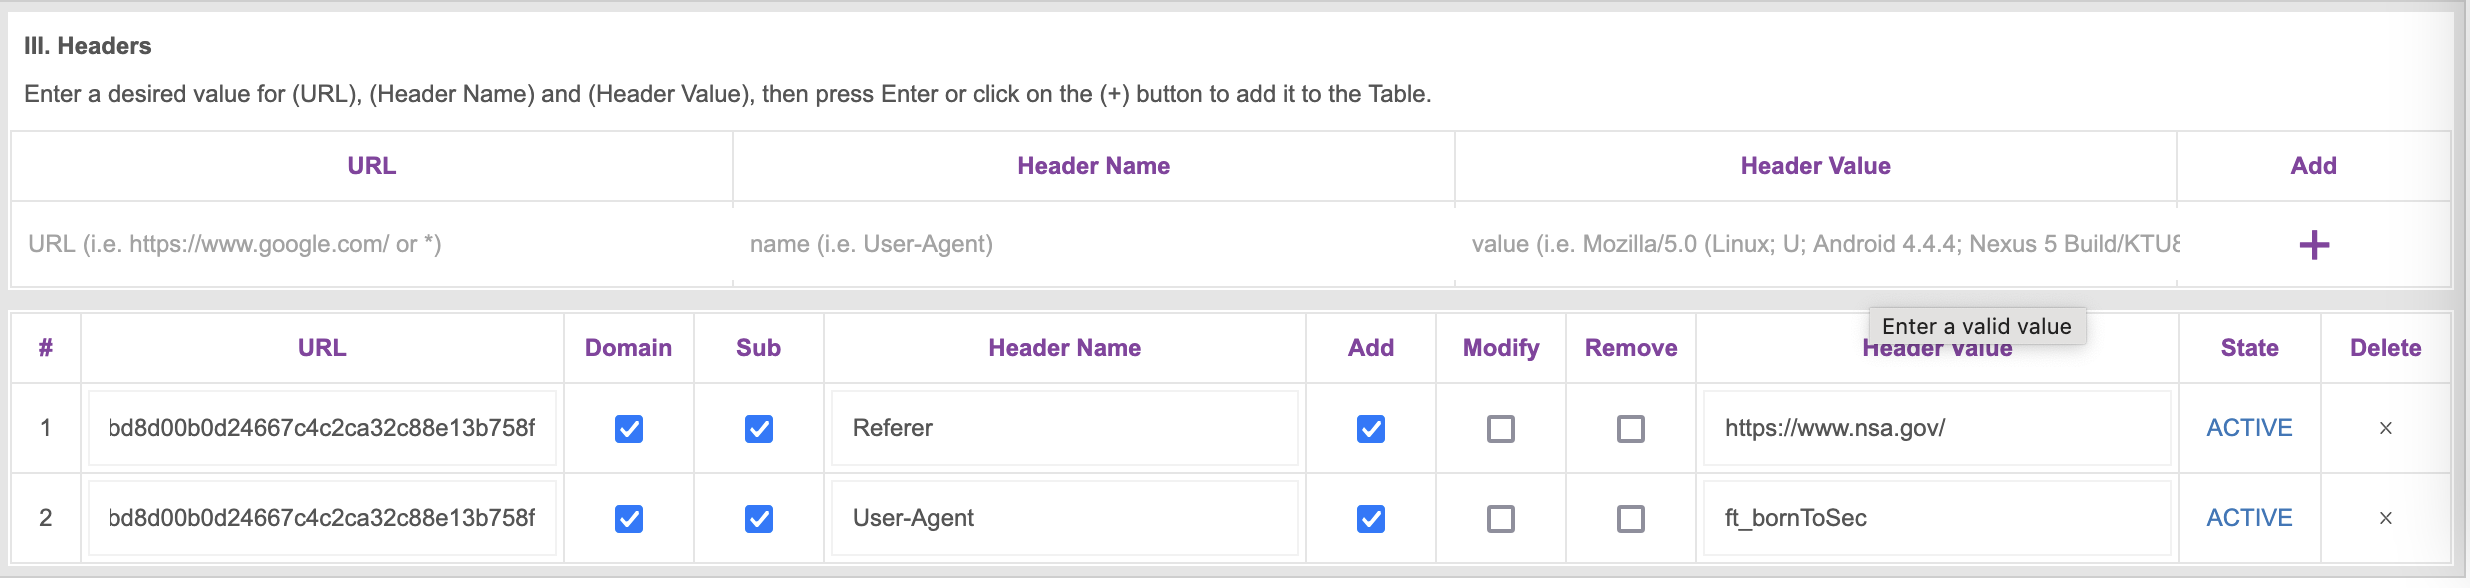 III. Headers
Enter a desired value for (URL), (Header Name) and (Header Value), then press Enter or click on the (+) button to add it to the Table.
URL Header Name Header Value Add
URL (i.e. https://www.google.com/ or *) name (i.e. User-Agent) value (i.e. Mozilla/5.0 (Linux; U; Android 4.4.4; Nexus 5 Build/KTU8
Enter a valid value
# URL Domain Sub Header Name Add Modify Remove Header Value State Delete
1 bd8d00b0d24667c4c2ca32c88e13b758f Referer https://www.nsa.gov/ ACTIVE ×
2 bd8d00b0d24667c4c2ca32c88e13b758f User-Agent ft_bornToSec ACTIVE ×